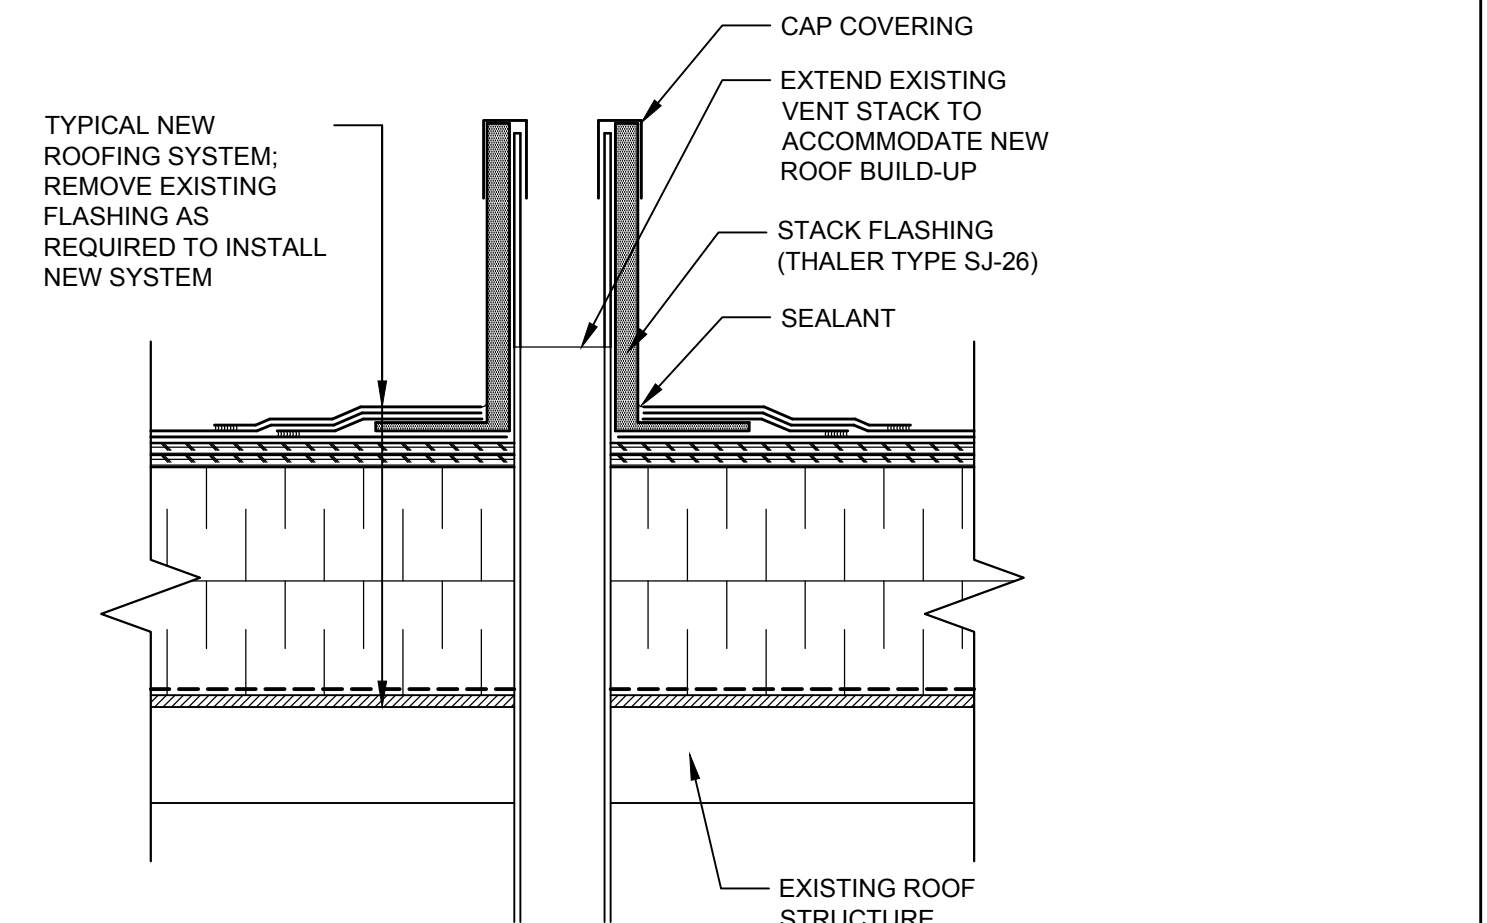 CAP COVERING
EXTEND EXISTING
VENT STACK TO
ACCOMMODATE NEW
ROOF BUILD-UP
TYPICAL NEW
ROOFING SYSTEM;
REMOVE EXISTING
FLASHING AS
REQUIRED TO INSTALL
NEW SYSTEM
STACK FLASHING
(THALER TYPE SJ-26)
SEALANT
EXISTING ROOF
STRUCTURE